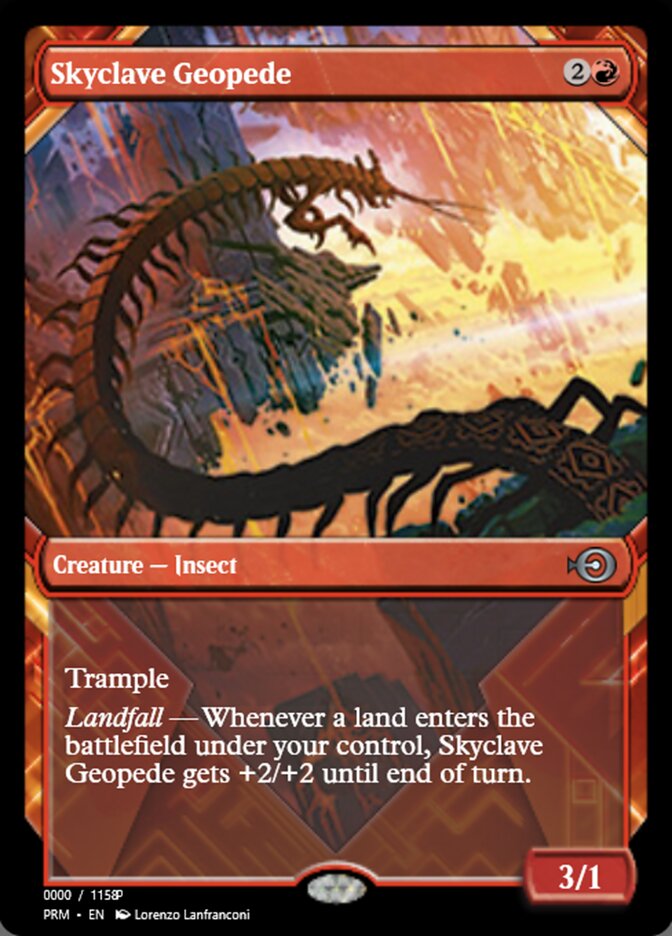 Skyclave Geopede 2
Creature — Insect
Trample
Landfall — Whenever a land enters the
battlefield under your control, Skyclave
Geopede gets +2/+2 until end of turn.
3/1
0000 / 1158P
PRM • EN Lorenzo Lanfranconi